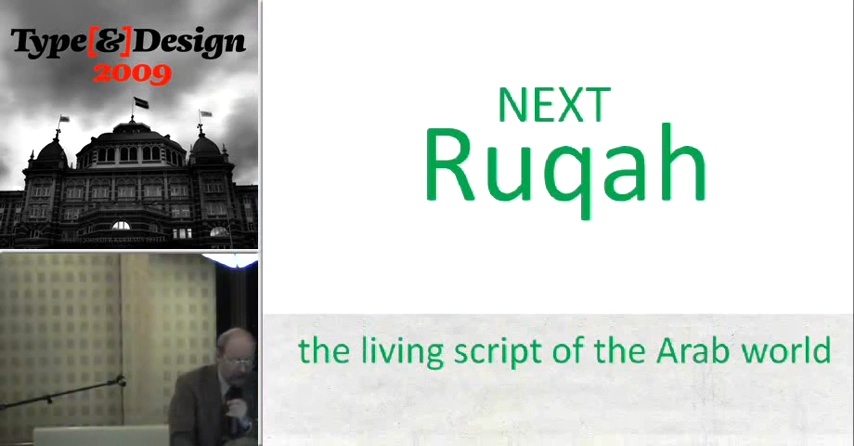 Type[&]Design
2009
NEXT
Ruqah
the living script of the Arab world